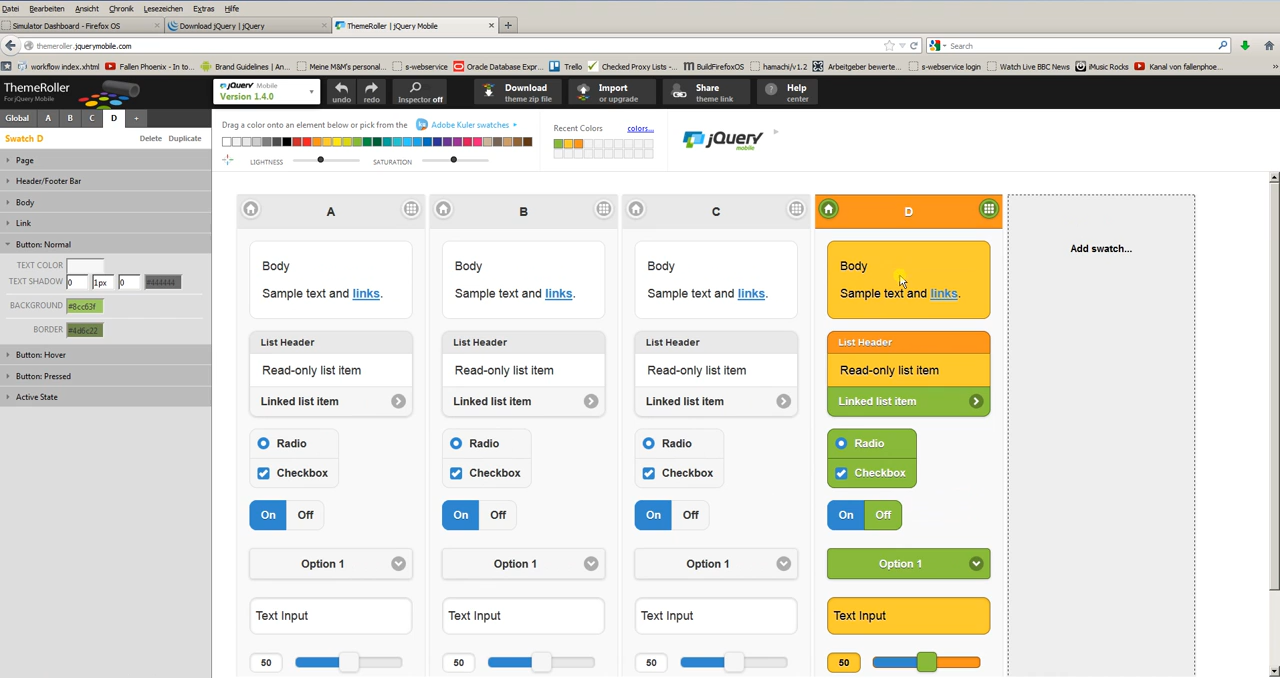 Datei Bearbeiten Ansicht Chronik Lesezeichen Extras Hilfe
Simulator Dashboard - Firefox OS × Download jQuery | jQuery × ThemeRoller | jQuery Mobile × +
themeroller.jquerymobile.com Search
workflow index.xhtml Fallen Phoenix - In to... Brand Guidelines | An... Meine M&M's personal... s-webservice Oracle Database Expr... Trello Checked Proxy Lists -... BuildFirefoxOS hamachi/v1.2 Arbeitgeber bewerte... s-webservice login Watch Live BBC News iMusic Rocks Kanal von fallenphoe...
ThemeRoller
For jQuery Mobile
jQuery Mobile
Version 1.4.0
undo redo Inspector off
Download
theme zip file
Import
or upgrade
Share
theme link
Help
center
Global A B C D +
Swatch D Delete Duplicate
Page
Header/Footer Bar
Body
Link
Button: Normal
TEXT COLOR
TEXT SHADOW 0 1px 0 #444444
BACKGROUND #8cc63f
BORDER #4d6c22
Button: Hover
Button: Pressed
Active State
Drag a color onto an element below or pick from the Adobe Kuler swatches
LIGHTNESS SATURATION
Recent Colors colors...
jQuery
mobile
A B C D
Add swatch...
Body Body Body Body
Sample text and links. Sample text and links. Sample text and links. Sample text and links.
List Header List Header List Header List Header
Read-only list item Read-only list item Read-only list item Read-only list item
Linked list item Linked list item Linked list item Linked list item
Radio Radio Radio Radio
Checkbox Checkbox Checkbox Checkbox
On Off On Off On Off On Off
Option 1 Option 1 Option 1 Option 1
Text Input Text Input Text Input Text Input
50 50 50 50